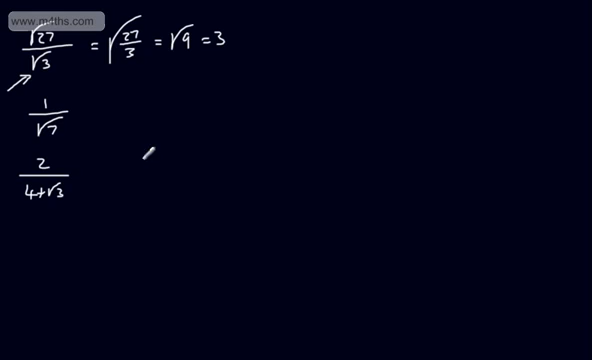 www.m4ths.com
√27/√3 = √(27/3) = √9 = 3
1/√7
2/(4+√3)